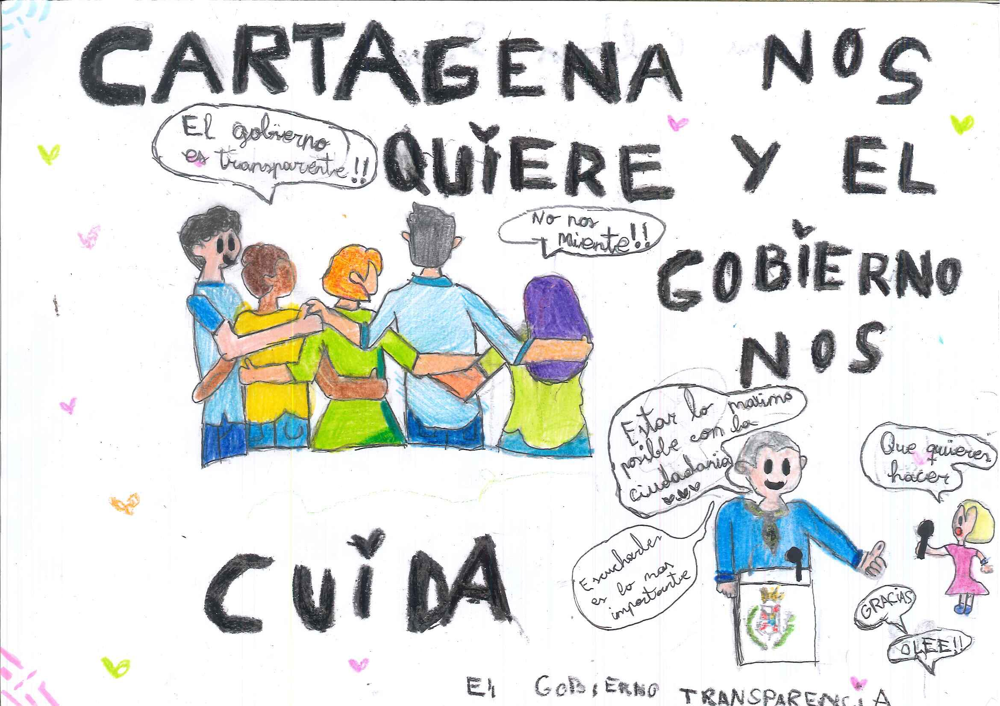 CARTAGENA NOS
QUIERE Y EL
GOBIERNO
NOS
CUIDA
El gobierno
es transparente!!
No nos
miente!!
Estar lo maximo
posible con la
ciudadania
Escucharles
es lo mas
importante
Que quieres
hacer
GRACIAS
OLEE!!
El GOBIERNO TRANSPARENCIA